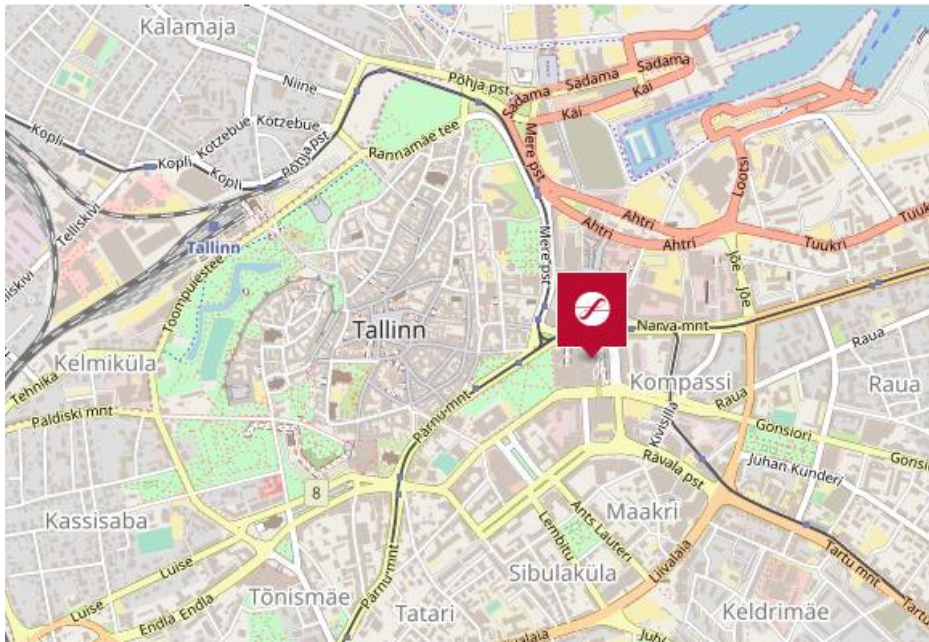 Kalamaja
Niine
Põhja pst
Sadama
Sadama
Sadama
Sadama
Kai
Kai
Kopli
Kotzebue
Kotzebue
Põhja pst
Rannamäe tee
Mere pst
Kopli
Kopli
Telliskivi
Tallinn
Toompuiestee
Mere pst
Ahtri
Ahtri
Ahtri
Lootsi
Tuukri
Tuukri
Jõe
Jõe
Tallinn
Narva mnt
Raua
Kelmiküla
Tehnika
Paldiski mnt
Pärnu mnt
Kompassi
Raua
Raua
Kivisilla
Gonsiori
Gonsiori
Juhan Kunderi
8
Rävala pst
Kassisaba
Ants Lauteri
Lembitu
Maakri
Luise
Luise
Endla
Endla
Tõnismäe
Pärnu mnt
Tatari
Sibulaküla
Liivalaia
Liivalaia
Keldrimäe
Tartu mnt
Tartu